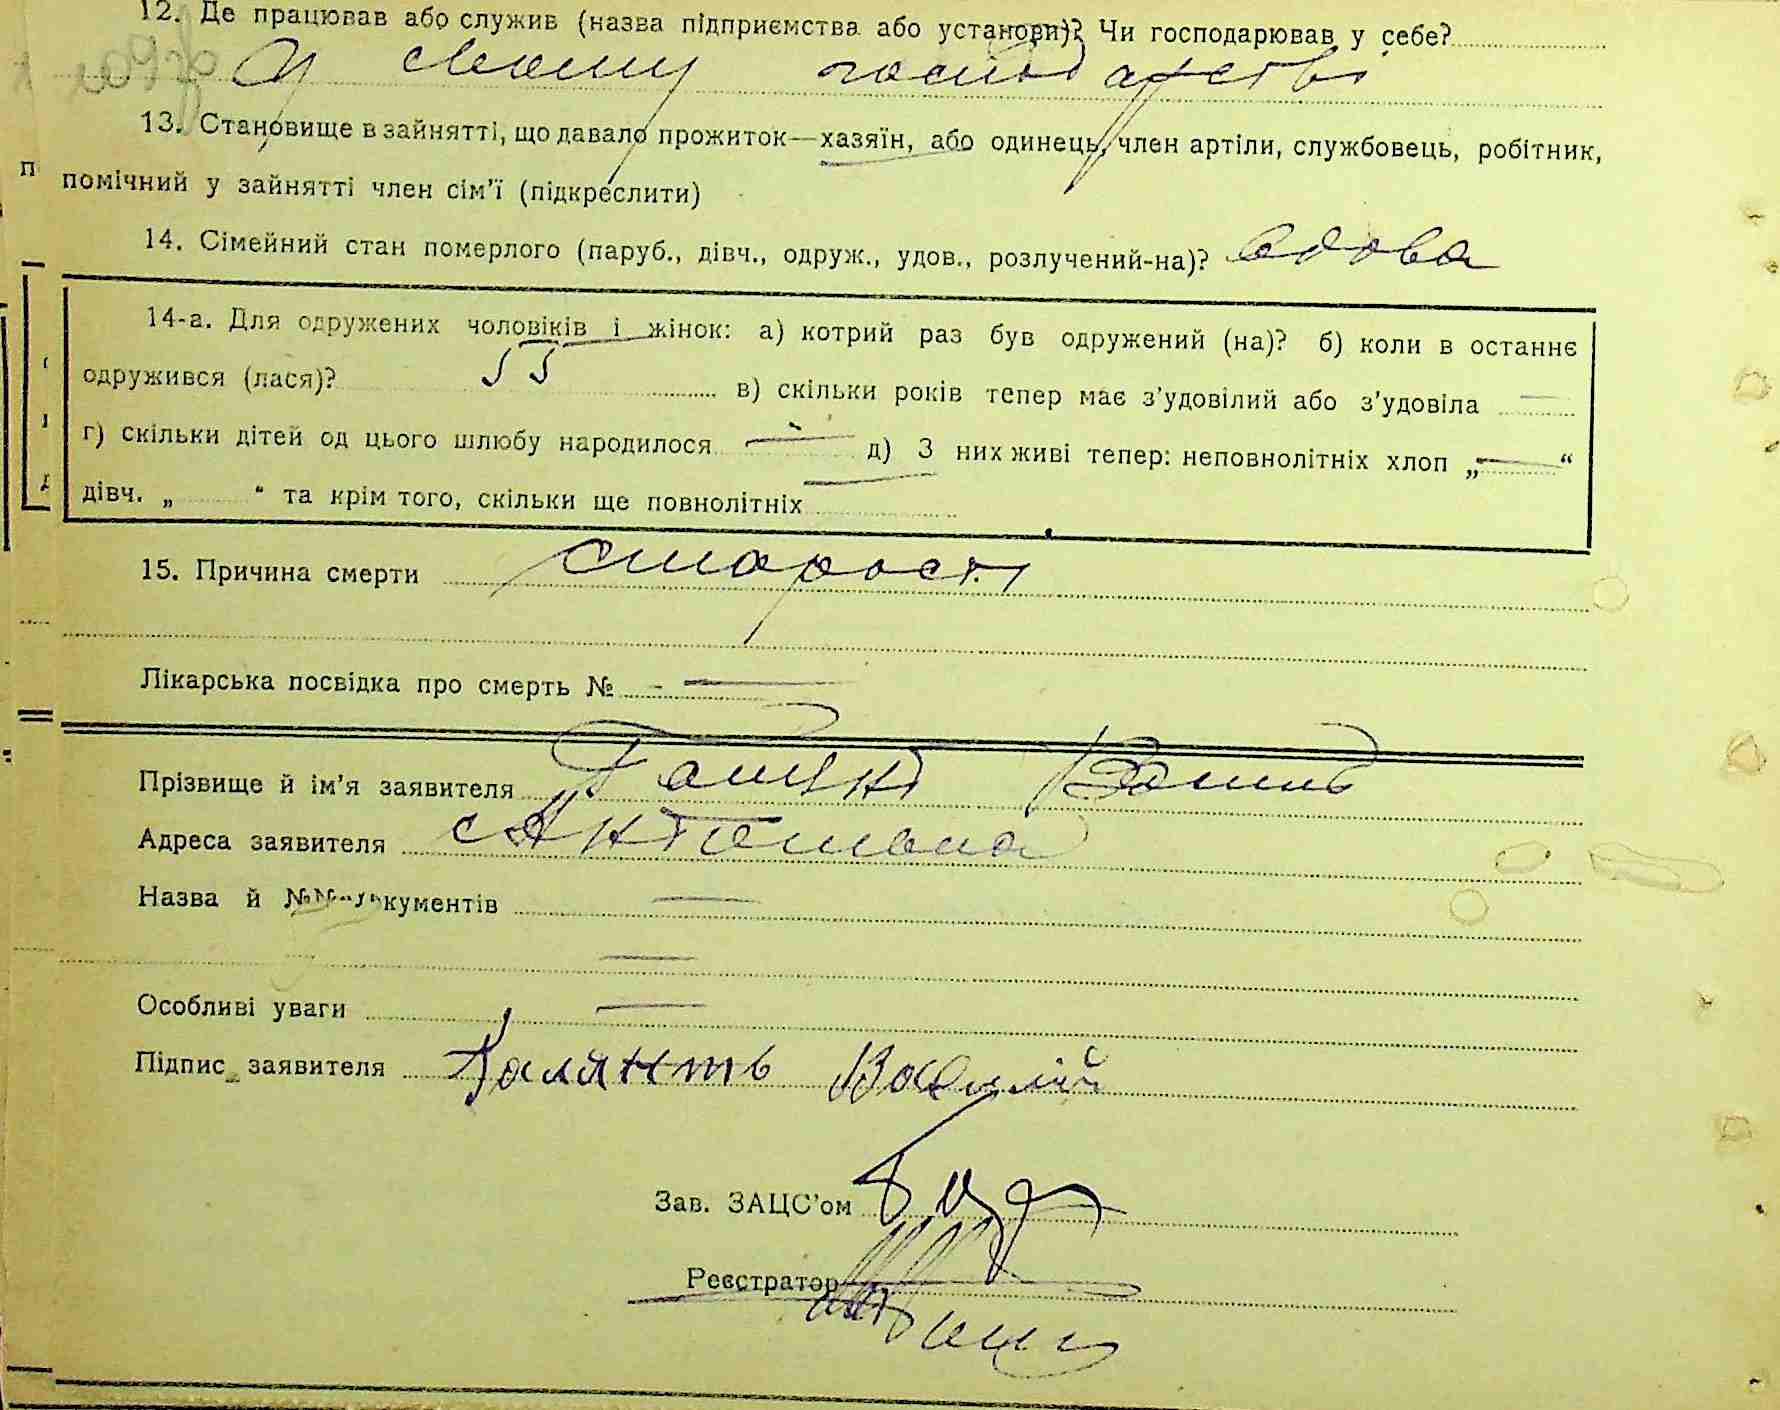 12. Де працював або служив (назва підприємства або установи)? Чи господарював у себе?
У своему господарстві
13. Становище в зайнятті, що давало прожиток—хазяїн, або одинець, член артіли, службовець, робітник,
помічний у зайнятті член сім'ї (підкреслити)
14. Сімейний стан померлого (паруб., дівч., одруж., удов., розлучений-на)? вдова
14-а. Для одружених чоловіків і жінок: а) котрий раз був одружений (на)? б) коли в останнє
одружився (лася)? в) скільки років тепер має з'удовілий або з'удовіла —
г) скільки дітей од цього шлюбу народилося — д) З них живі тепер: неповнолітніх хлоп „—“
дівч. „ “ та крім того, скільки ще повнолітніх
15. Причина смерти старости
Лікарська посвідка про смерть № —
Прізвище й ім'я заявителя
Адреса заявителя
Назва й №№ документів —
—
Особливі уваги —
Підпис заявителя Василий
Зав. ЗАЦС'ом
Реєстратор